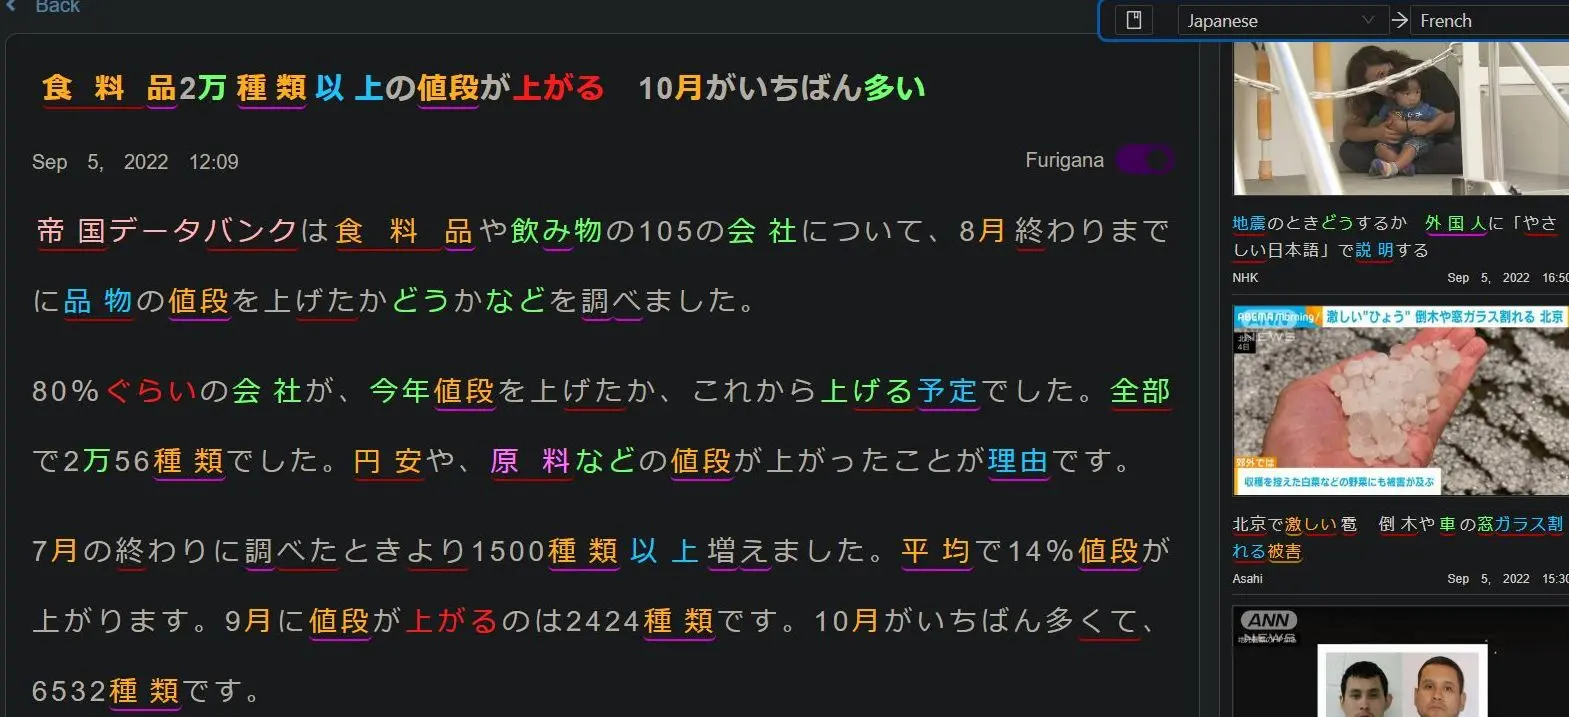 Back
Japanese → French
食料品2万種類以上の値段が上がる　10月がいちばん多い
Sep 5, 2022 12:09
Furigana
帝国データバンクは食料品や飲み物の105の会社について、8月終わりまで
に品物の値段を上げたかどうかなどを調べました。
80%ぐらいの会社が、今年値段を上げたか、これから上げる予定でした。全部
で2万56種類でした。円安や、原料などの値段が上がったことが理由です。
7月の終わりに調べたときより1500種類以上増えました。平均で14%値段が
上がります。9月に値段が上がるのは2424種類です。10月がいちばん多くて、
6532種類です。
地震のときどうするか　外国人に「やさ
しい日本語」で説明する
NHK
Sep 5, 2022 16:50
ABEMA Morning/
激しい"ひょう" 倒木や窓ガラス割れる 北京
ANN
NEWS
北京
4日
郊外では
収穫を控えた白菜などの野菜にも被害が及ぶ
北京で激しい雹　倒木や車の窓ガラス割
れる被害
Asahi
Sep 5, 2022 15:30
ANN
NEWS